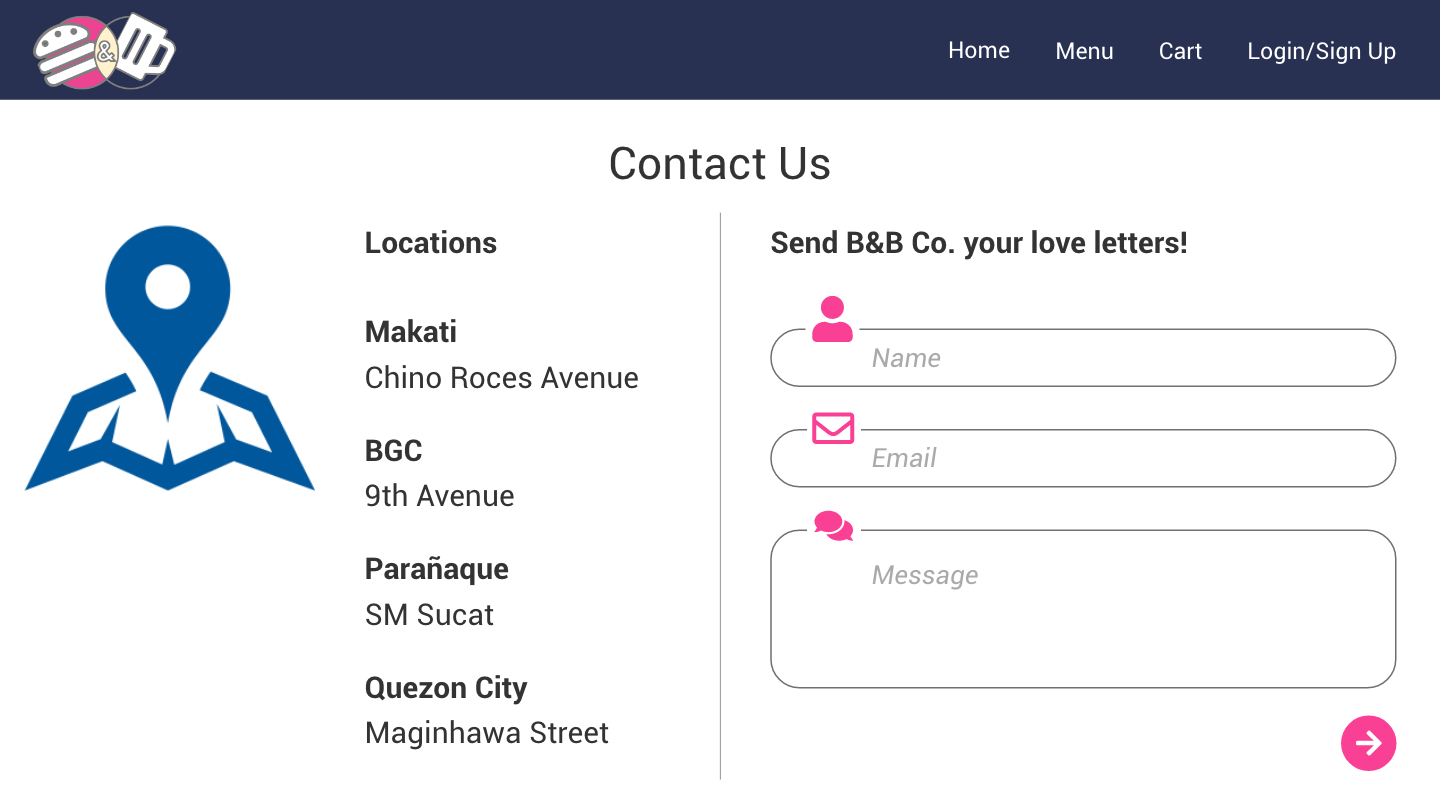 &
Home Menu Cart Login/Sign Up
Contact Us
Locations
Makati
Chino Roces Avenue
BGC
9th Avenue
Parañaque
SM Sucat
Quezon City
Maginhawa Street
Send B&B Co. your love letters!
Name
Email
Message